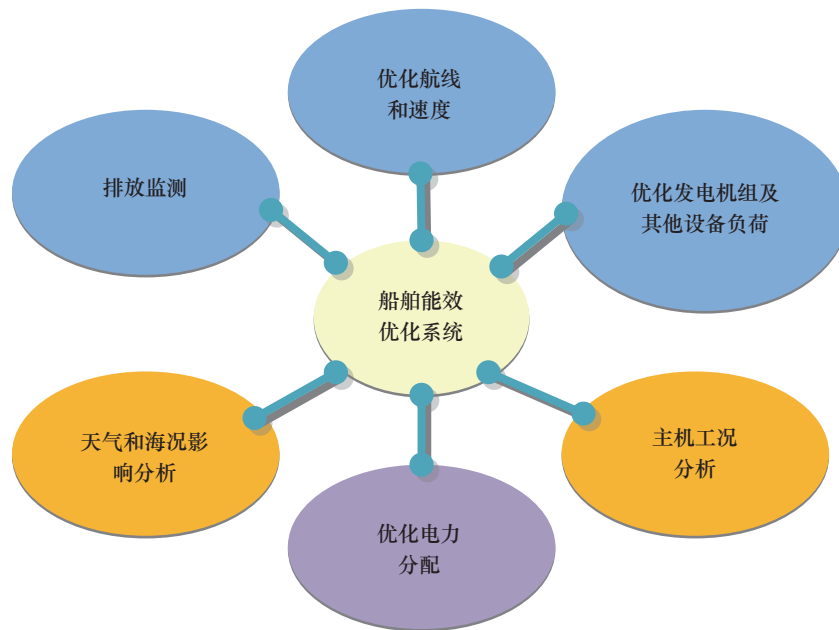 优化航线
和速度
排放监测
优化发电机组及
其他设备负荷
船舶能效
优化系统
天气和海况影
响分析
主机工况
分析
优化电力
分配